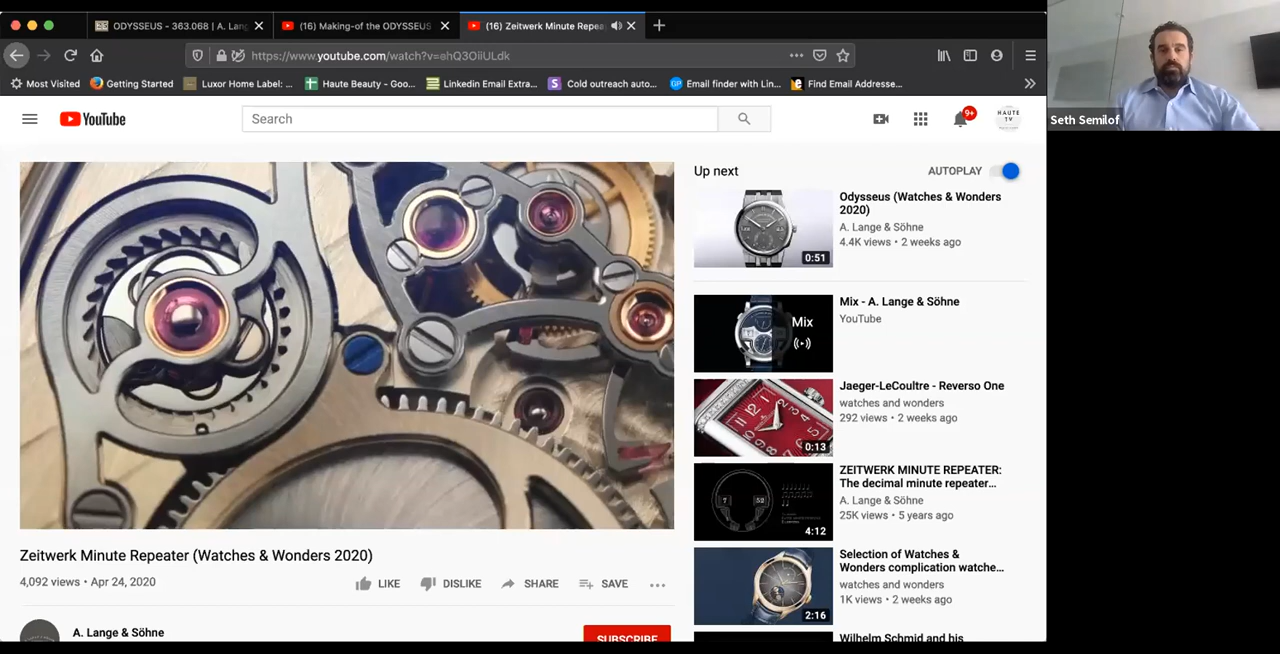 ODYSSEUS - 363.068 | A. Lang
(16) Making-of the ODYSSEUS
(16) Zeitwerk Minute Repea
https://www.youtube.com/watch?v=ehQ3OiiULdk
Most Visited
Getting Started
Luxor Home Label: ...
Haute Beauty - Goo...
Linkedin Email Extra...
Cold outreach auto...
Email finder with Lin...
Find Email Addresse...
YouTube
Search
9+
HAUTE
TV
Seth Semilof
Up next
AUTOPLAY
Odysseus (Watches & Wonders
2020)
A. Lange & Söhne
4.4K views • 2 weeks ago
0:51
Mix - A. Lange & Söhne
YouTube
Mix
Jaeger-LeCoultre - Reverso One
watches and wonders
292 views • 2 weeks ago
0:13
ZEITWERK MINUTE REPEATER:
The decimal minute repeater...
A. Lange & Söhne
25K views • 5 years ago
7 52
4:12
Selection of Watches &
Wonders complication watche...
watches and wonders
1K views • 2 weeks ago
2:16
Wilhelm Schmid and his
Zeitwerk Minute Repeater (Watches & Wonders 2020)
4,092 views • Apr 24, 2020
LIKE
DISLIKE
SHARE
SAVE
A. Lange & Söhne
SUBSCRIBE